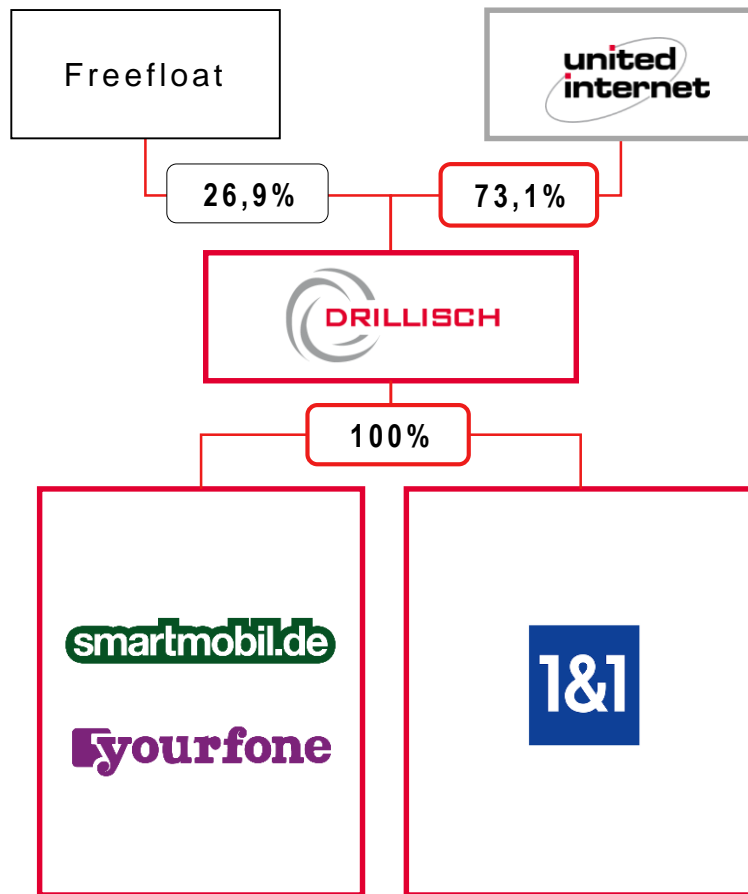 Freefloat
united
internet
26,9%
73,1%
DRILLISCH
100%
smartmobil.de
yourfone
1&1